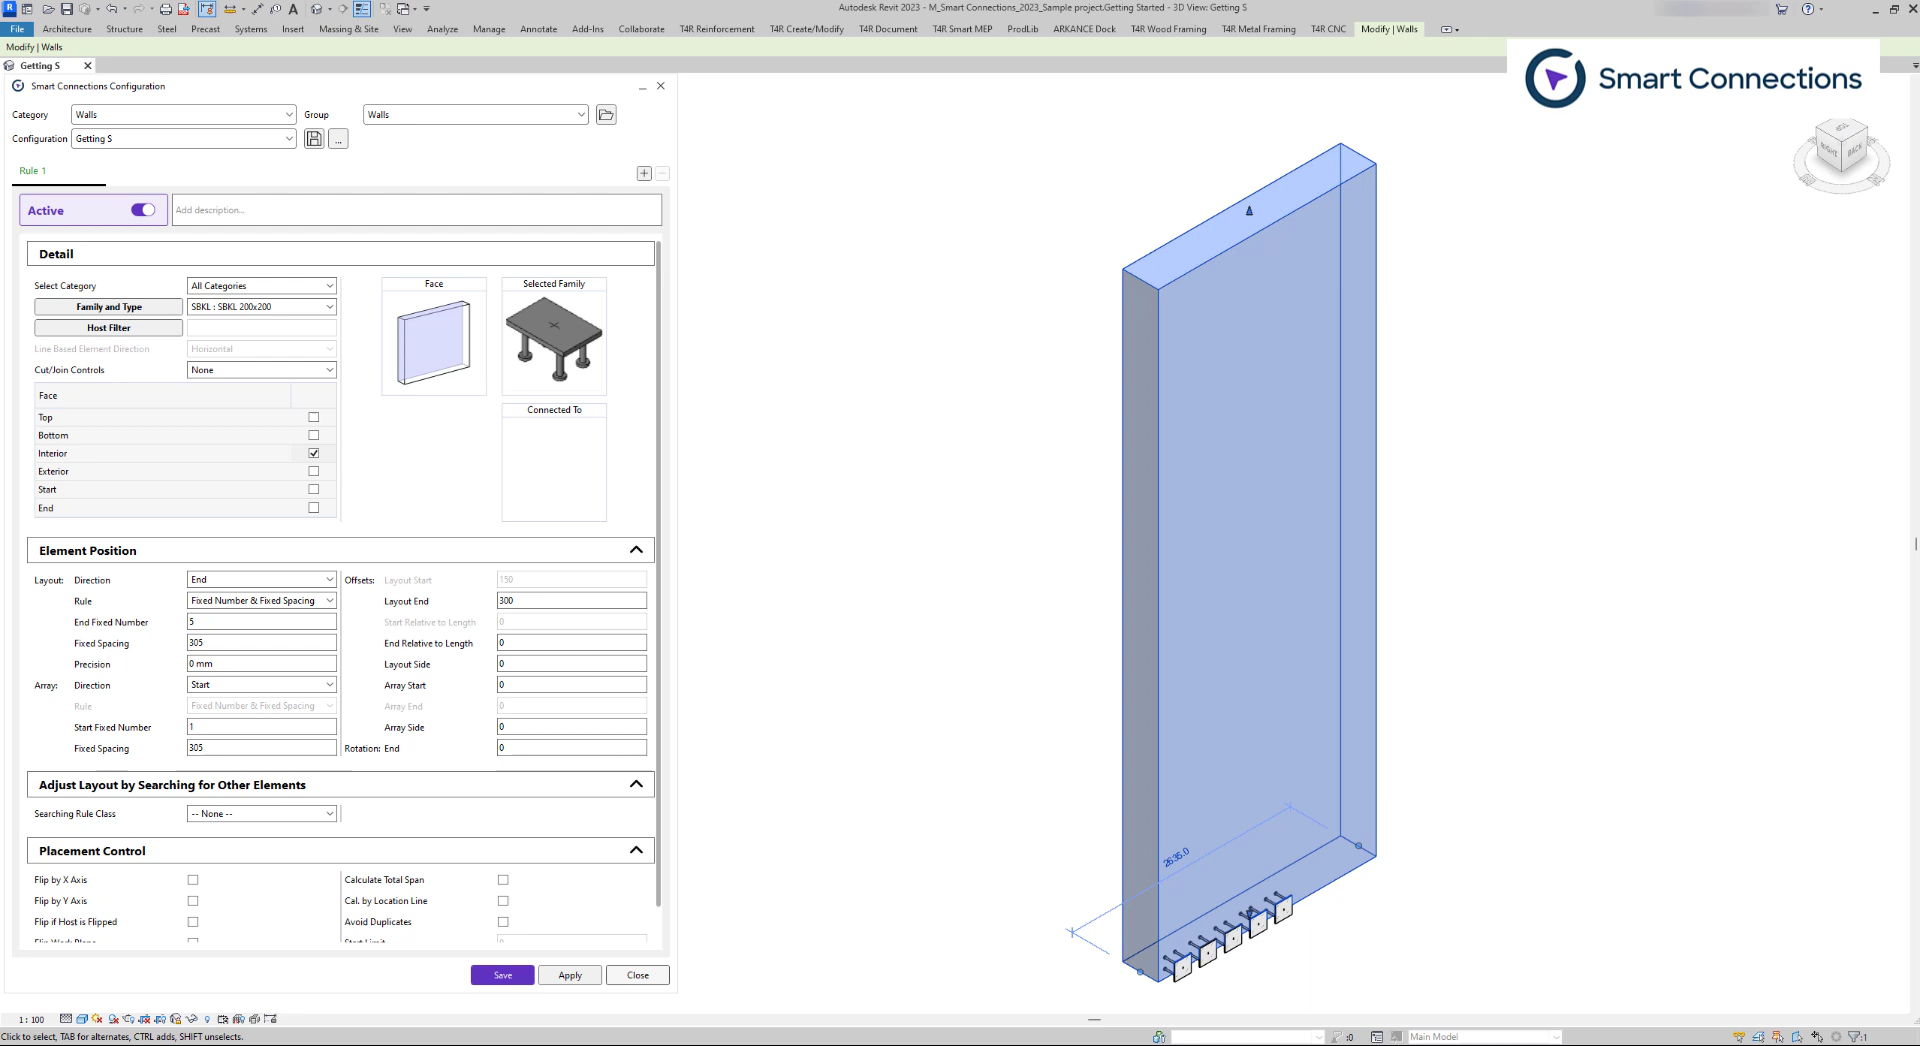 Autodesk Revit 2023 - M_Smart Connections_2023_Sample project.Getting Started - 3D View: Getting S
File Architecture Structure Steel Precast Systems Insert Massing & Site View Analyze Manage Annotate Add-Ins Collaborate T4R Reinforcement T4R Create/Modify T4R Document T4R Smart MEP ProdLib ARKANCE Dock T4R Wood Framing T4R Metal Framing T4R CNC Modify | Walls
Modify | Walls
Getting S
Smart Connections
Smart Connections Configuration
Category Walls Group Walls
Configuration Getting S ...
TOP
RIGHT BACK
Rule 1
Active Add description...
Detail
Select Category All Categories
Family and Type SBKL : SBKL 200x200
Host Filter
Line Based Element Direction Horizontal
Cut/Join Controls None
Face
Top
Bottom
Interior
Exterior
Start
End
Face
Selected Family
Connected To
Element Position
Layout: Direction End Offsets: Layout Start 150
Rule Fixed Number & Fixed Spacing Layout End 300
End Fixed Number 5 Start Relative to Length 0
Fixed Spacing 305 End Relative to Length 0
Precision 0 mm Layout Side 0
Array: Direction Start Array Start 0
Rule Fixed Number & Fixed Spacing Array End 0
Start Fixed Number 1 Array Side 0
Fixed Spacing 305 Rotation: End 0
Adjust Layout by Searching for Other Elements
Searching Rule Class -- None --
Placement Control
Flip by X Axis Calculate Total Span
Flip by Y Axis Cal. by Location Line
Flip if Host is Flipped Avoid Duplicates
Save Apply Close
2635.0
1 : 100
Click to select, TAB for alternates, CTRL adds, SHIFT unselects.
:0
Main Model
:1